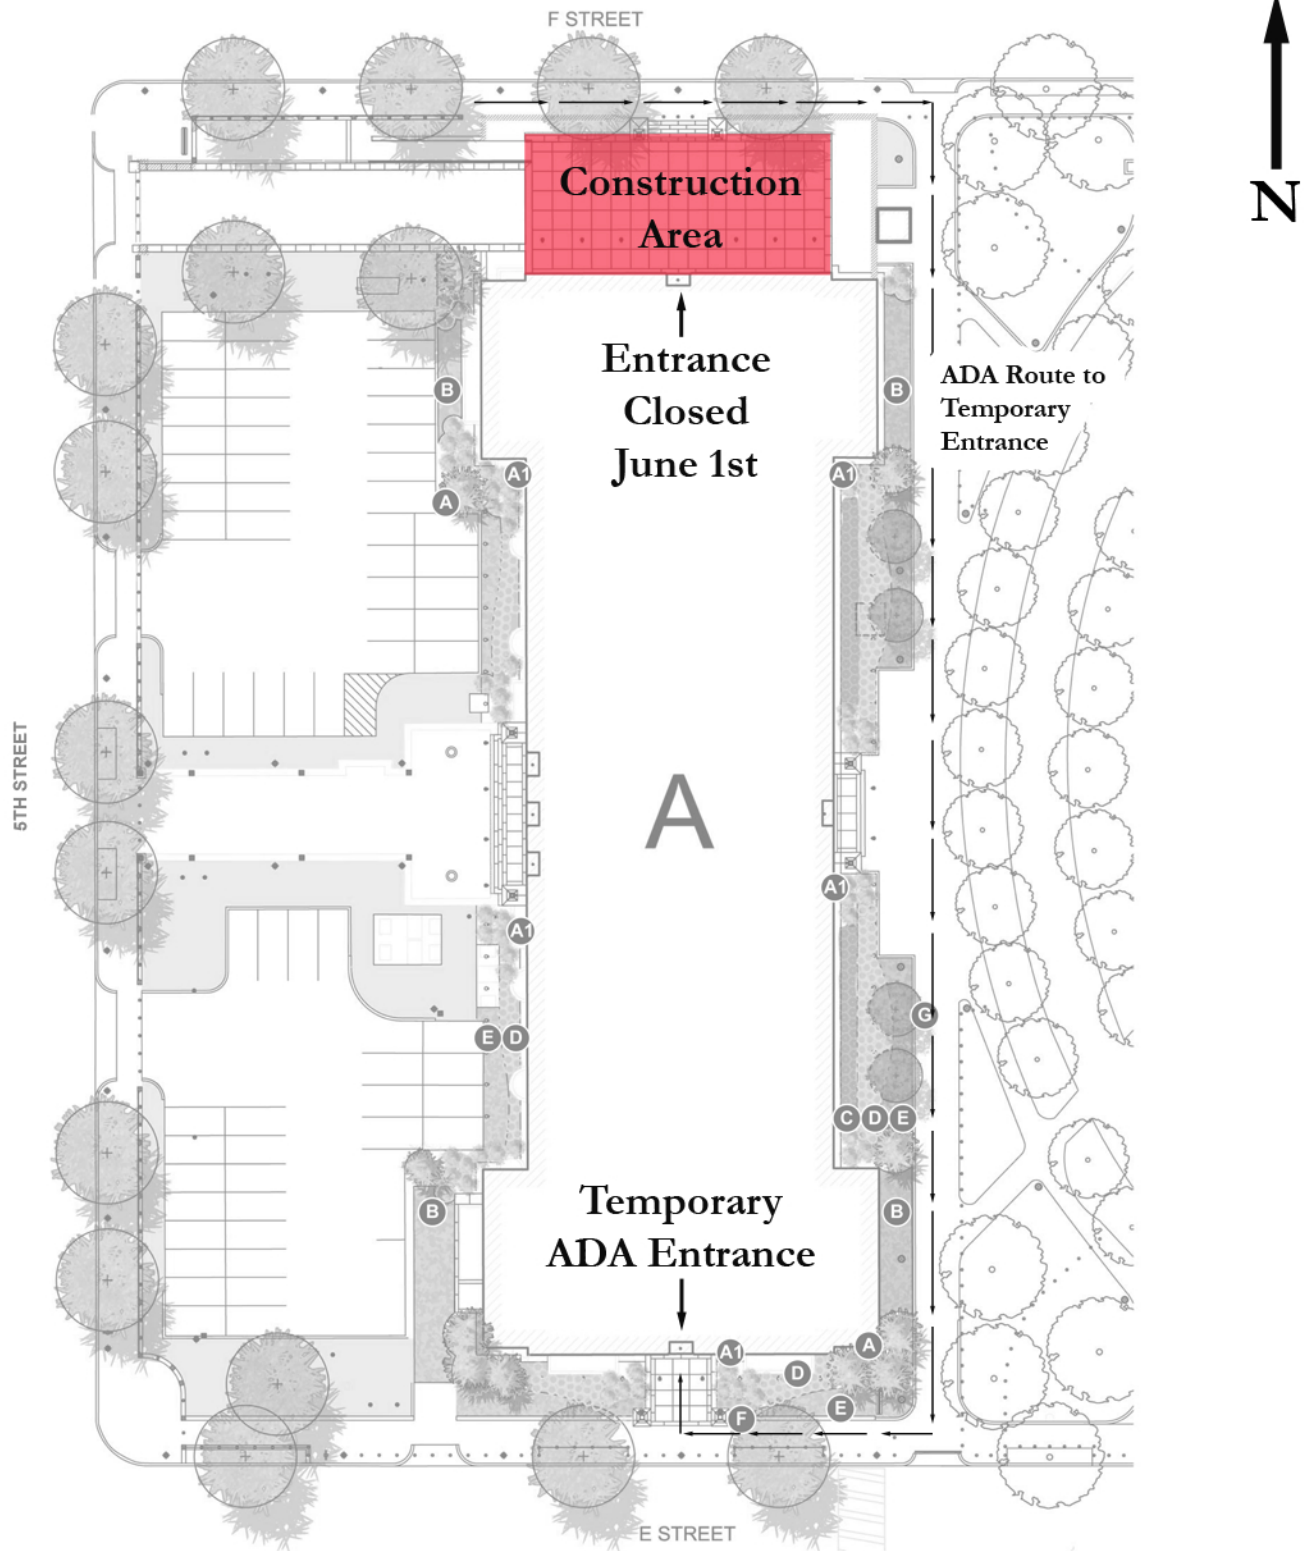 F STREET
N
Construction
Area
Entrance
Closed
June 1st
ADA Route to
Temporary
Entrance
B
B
A1
A1
A
5TH STREET
A
A1
A1
G
E D
C D E
B
B
Temporary
ADA Entrance
A
A1
D
E
F
E STREET